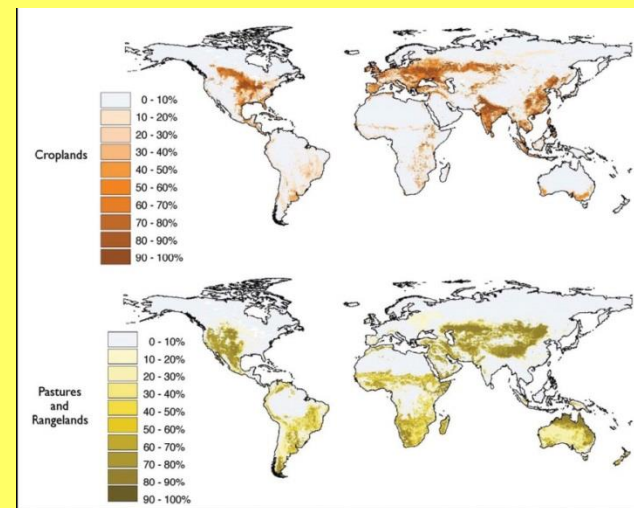 0 - 10%
10 - 20%
20 - 30%
30 - 40%
40 - 50%
50 - 60%
60 - 70%
70 - 80%
80 - 90%
90 - 100%
Croplands
0 - 10%
10 - 20%
20 - 30%
30 - 40%
40 - 50%
50 - 60%
60 - 70%
70 - 80%
80 - 90%
90 - 100%
Pastures
and
Rangelands